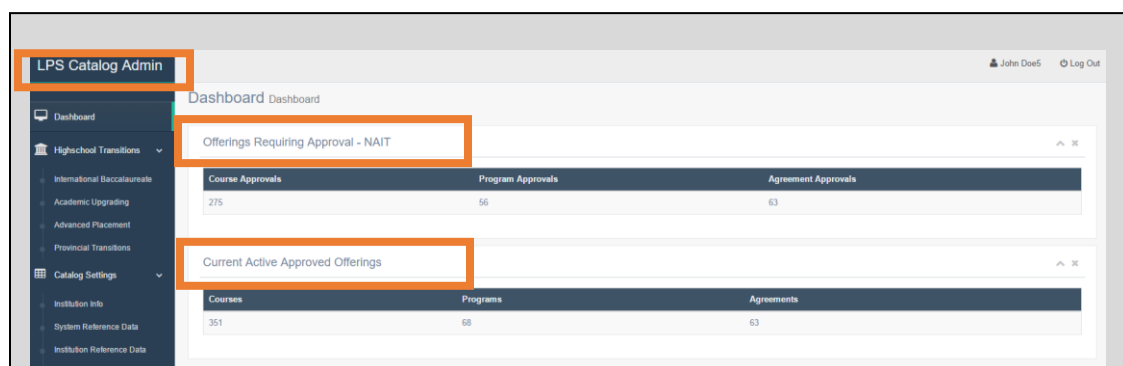 LPS Catalog Admin
John Doe5 Log Out
Dashboard Dashboard
Dashboard
Highschool Transitions
International Baccalaureate
Academic Upgrading
Advanced Placement
Provincial Transitions
Catalog Settings
Institution Info
System Reference Data
Institution Reference Data
Offerings Requiring Approval - NAIT
Course Approvals Program Approvals Agreement Approvals
275 56 63
Current Active Approved Offerings
Courses Programs Agreements
351 68 63